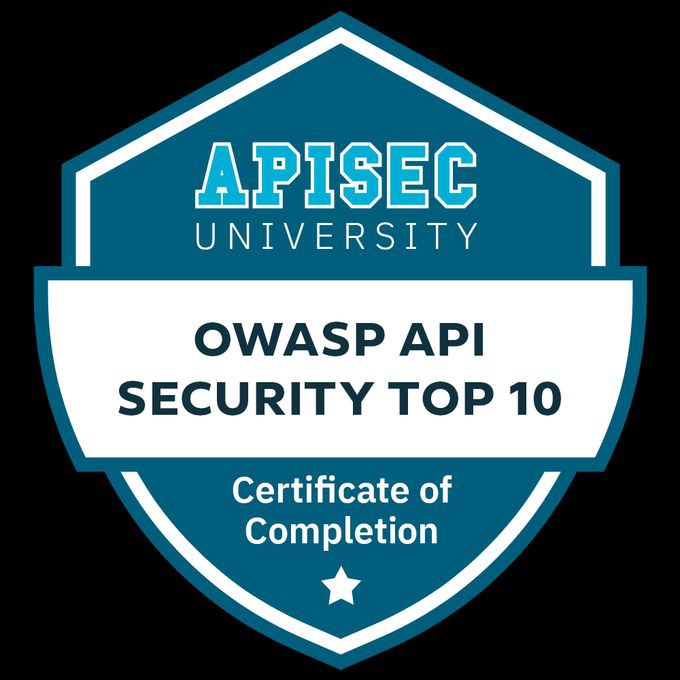 APISEC
UNIVERSITY
OWASP API
SECURITY TOP 10
Certificate of
Completion